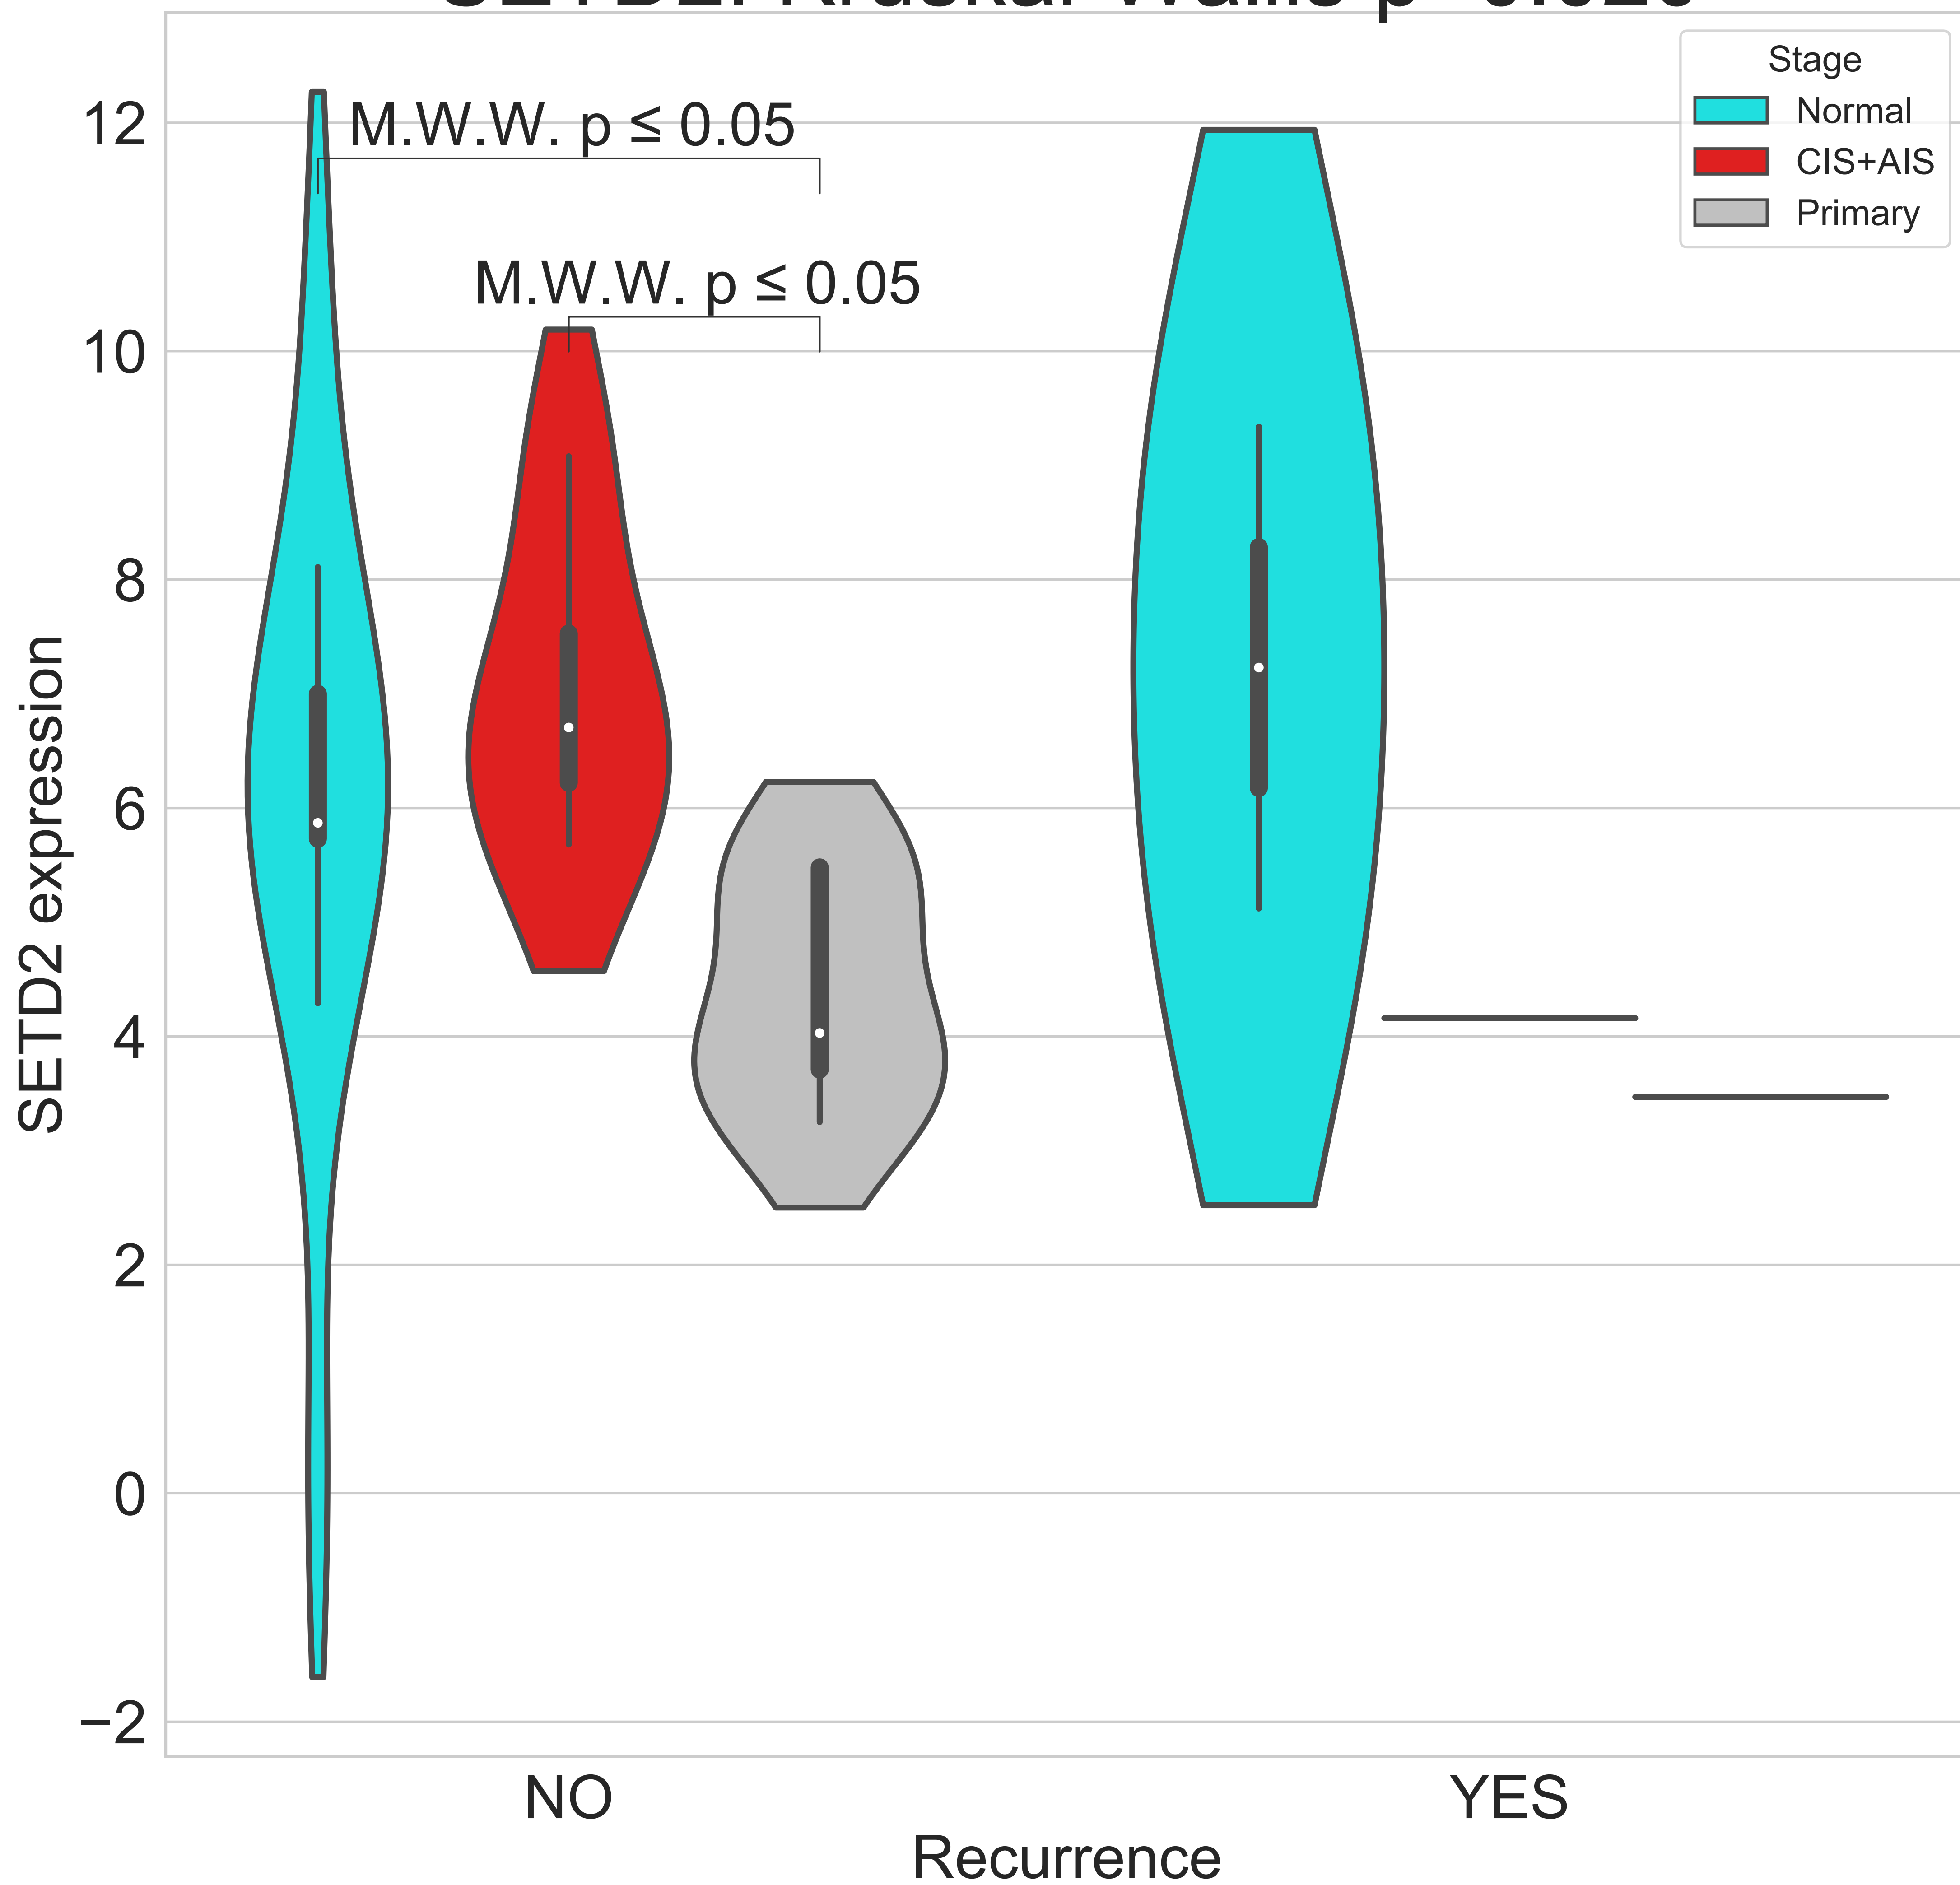 Stage
Normal
CIS+AIS
Primary
M.W.W. p ≤ 0.05
M.W.W. p ≤ 0.05
12
10
8
6
4
2
0
−2
SETD2 expression
NO
YES
Recurrence